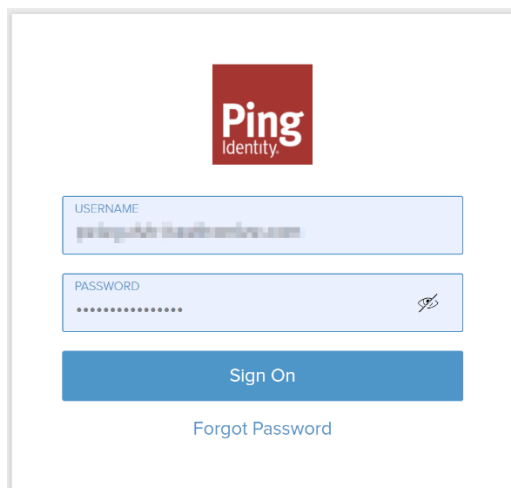 Ping
Identity.
USERNAME
PASSWORD
Sign On
Forgot Password